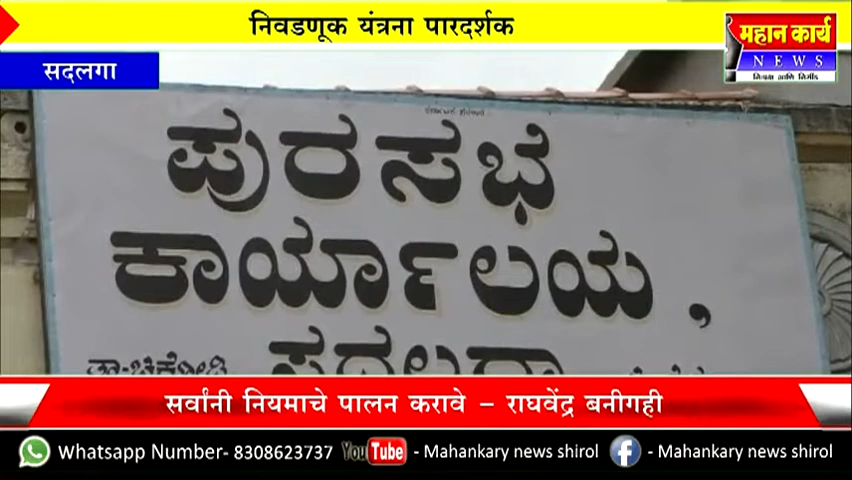 निवडणूक यंत्रना पारदर्शक
महान कार्य
NEWS
सदलगा
ಪುರಸಭೆ
ಕಾರ್ಯಾಲಯ ,
ತಾ-ಚಿಕ್ಕೋಡಿ ಸದಲಗಾ
सर्वांनी नियमाचे पालन करावे – राघवेंद्र बनीगही
Whatsapp Number- 8308623737 YouTube - Mahankary news shirol f - Mahankary news shirol